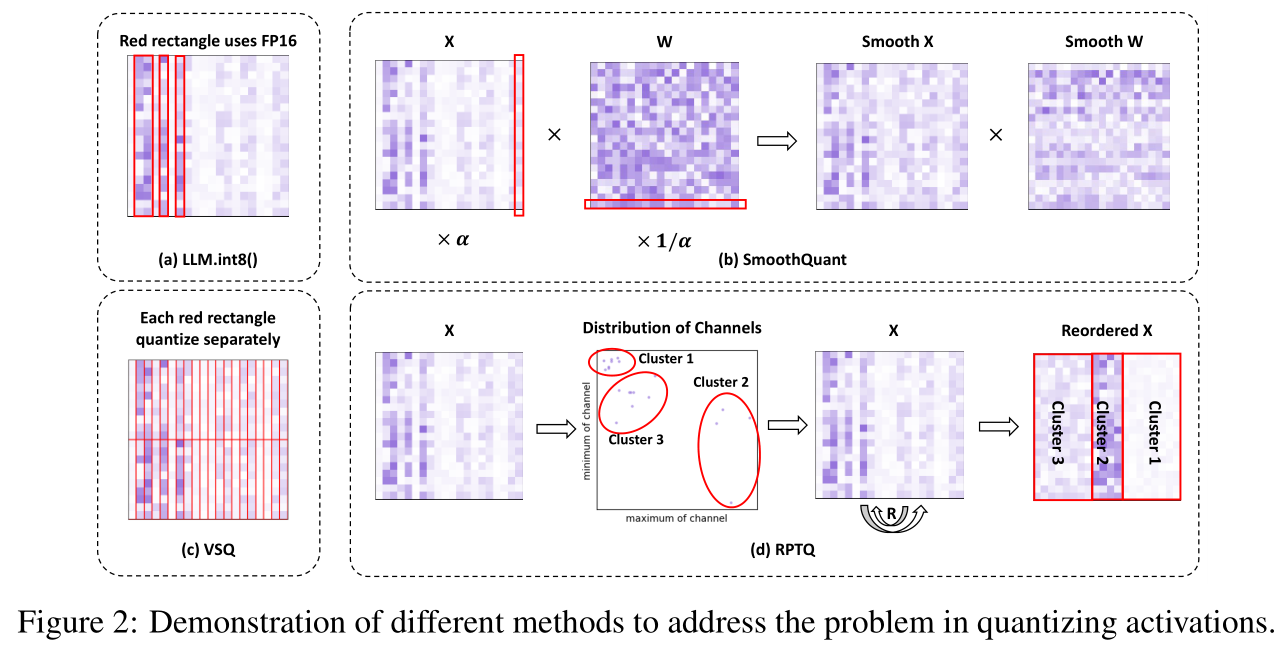 Red rectangle uses FP16
(a) LLM.int8()
X
W
Smooth X
Smooth W
×
×
× α
× 1/α
(b) SmoothQuant
Each red rectangle
quantize separately
(c) VSQ
X
Distribution of Channels
X
Reordered X
Cluster 1
Cluster 2
Cluster 3
minimum of channel
maximum of channel
R
Cluster 3
Cluster 2
Cluster 1
(d) RPTQ
Figure 2: Demonstration of different methods to address the problem in quantizing activations.